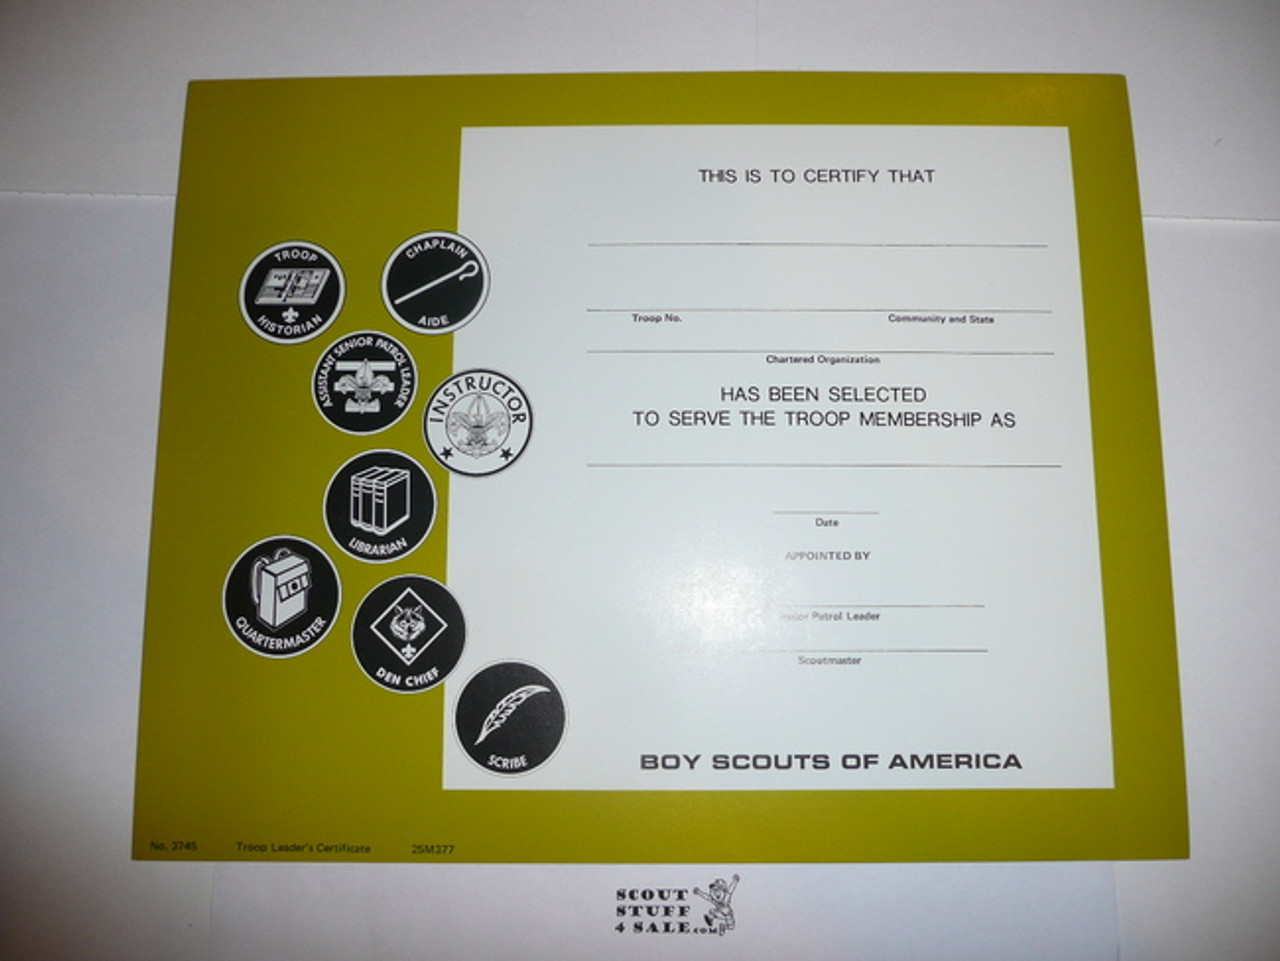 TROOP
HISTORIAN
CHAPLAIN
AIDE
ASSISTANT SENIOR PATROL LEADER
INSTRUCTOR
LIBRARIAN
QUARTERMASTER
DEN CHIEF
SCRIBE
THIS IS TO CERTIFY THAT
Troop No. Community and State
Chartered Organization
HAS BEEN SELECTED
TO SERVE THE TROOP MEMBERSHIP AS
Date
APPOINTED BY
Senior Patrol Leader
Scoutmaster
BOY SCOUTS OF AMERICA
No. 3745 Troop Leader's Certificate 25M377
SCOUT
STUFF
4 SALE.com